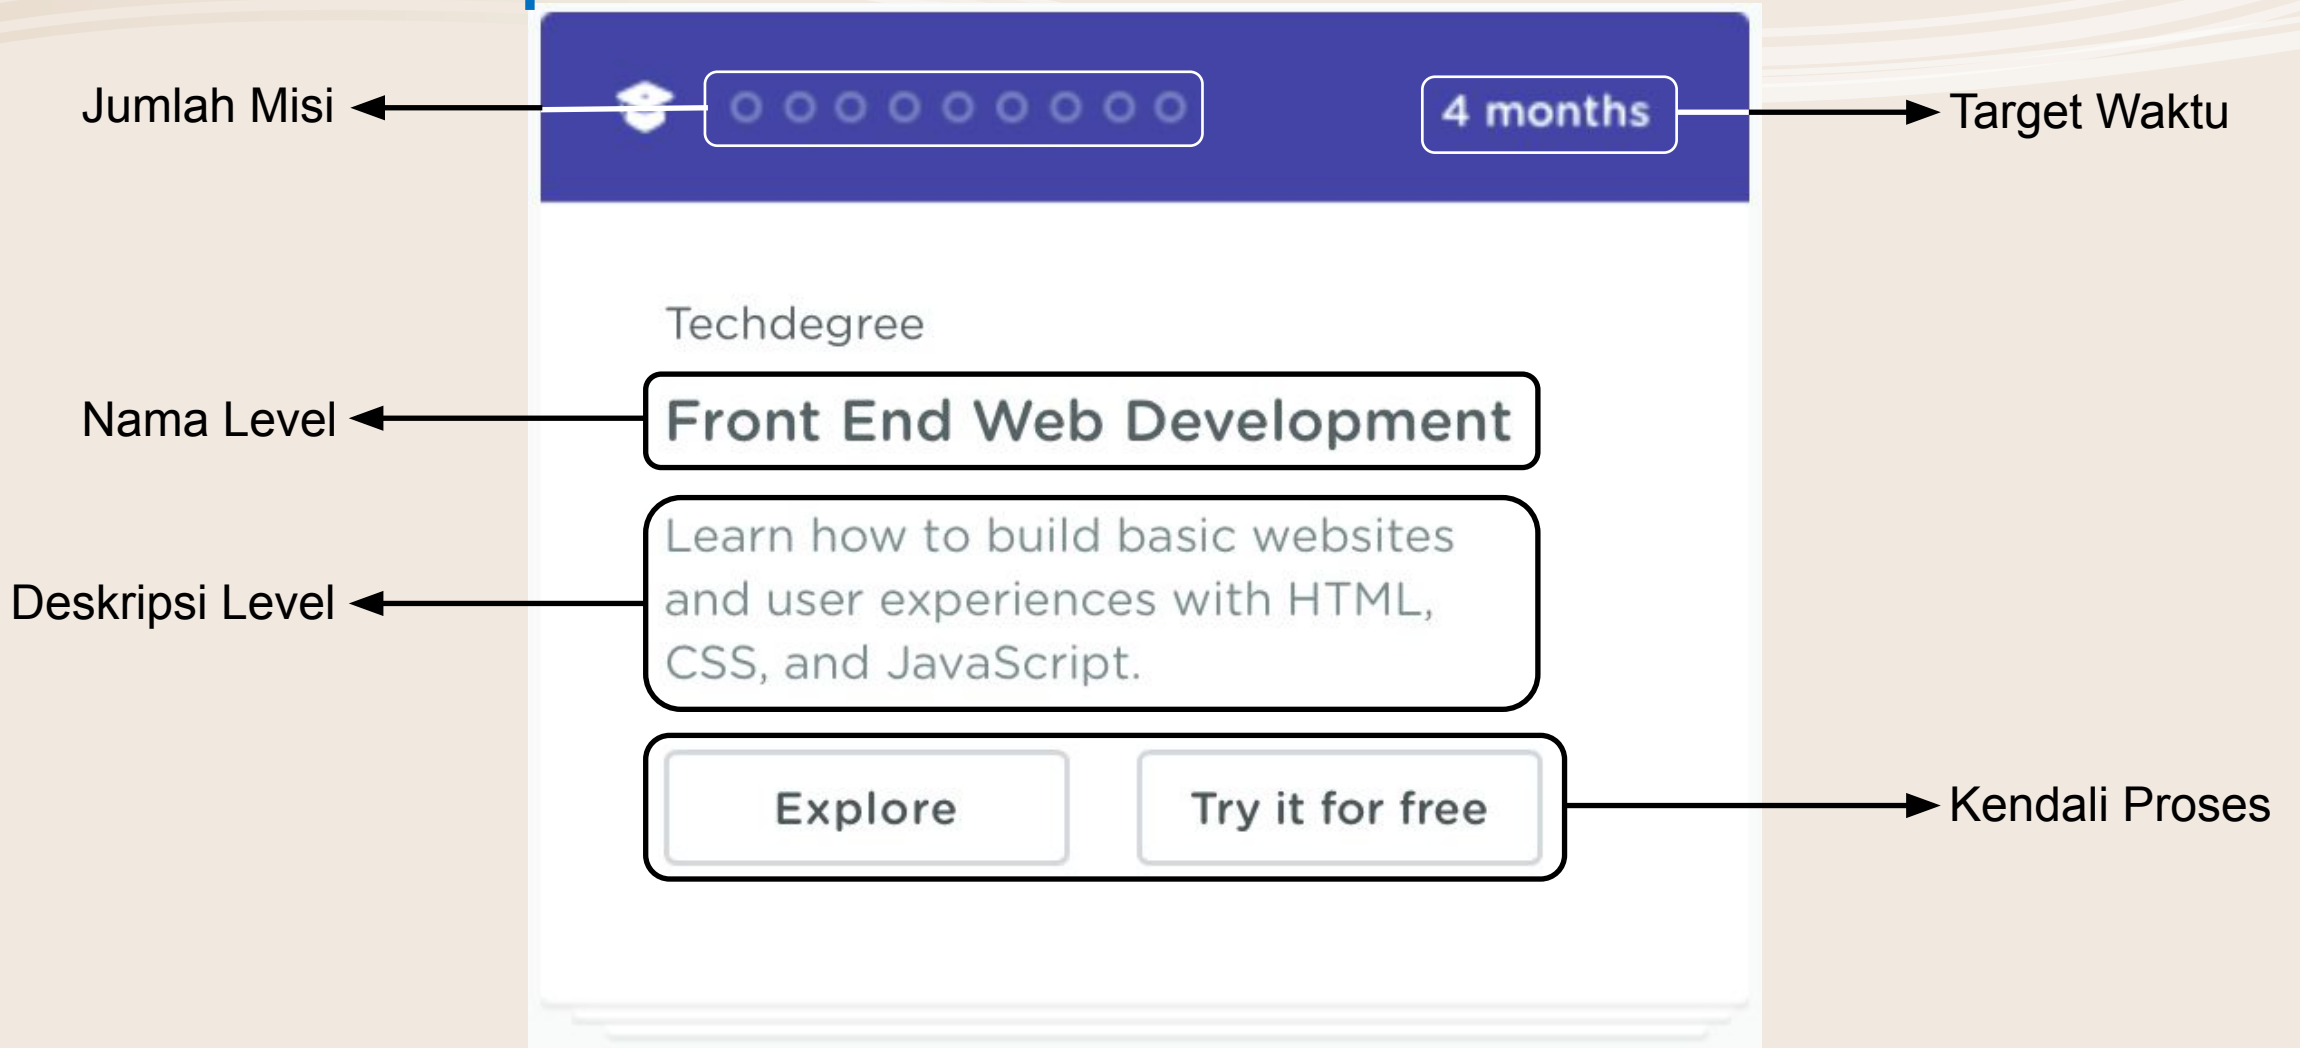 Jumlah Misi
4 months
Target Waktu
Techdegree
Nama Level
Front End Web Development
Deskripsi Level
Learn how to build basic websites
and user experiences with HTML,
CSS, and JavaScript.
Explore
Try it for free
Kendali Proses